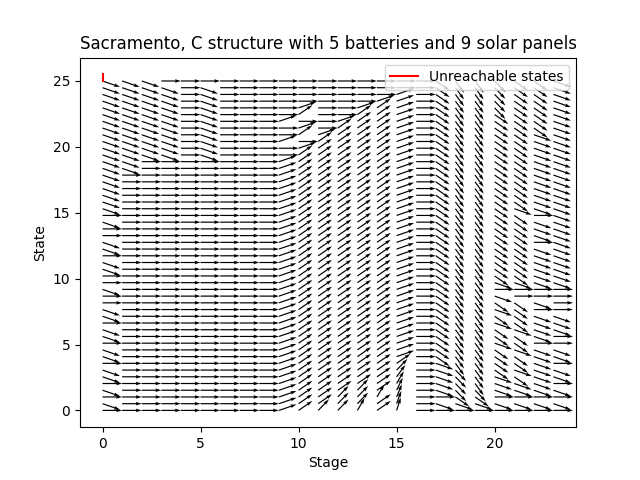 Sacramento, C structure with 5 batteries and 9 solar panels
Unreachable states
25
20
15
10
5
0
State
0 5 10 15 20
Stage